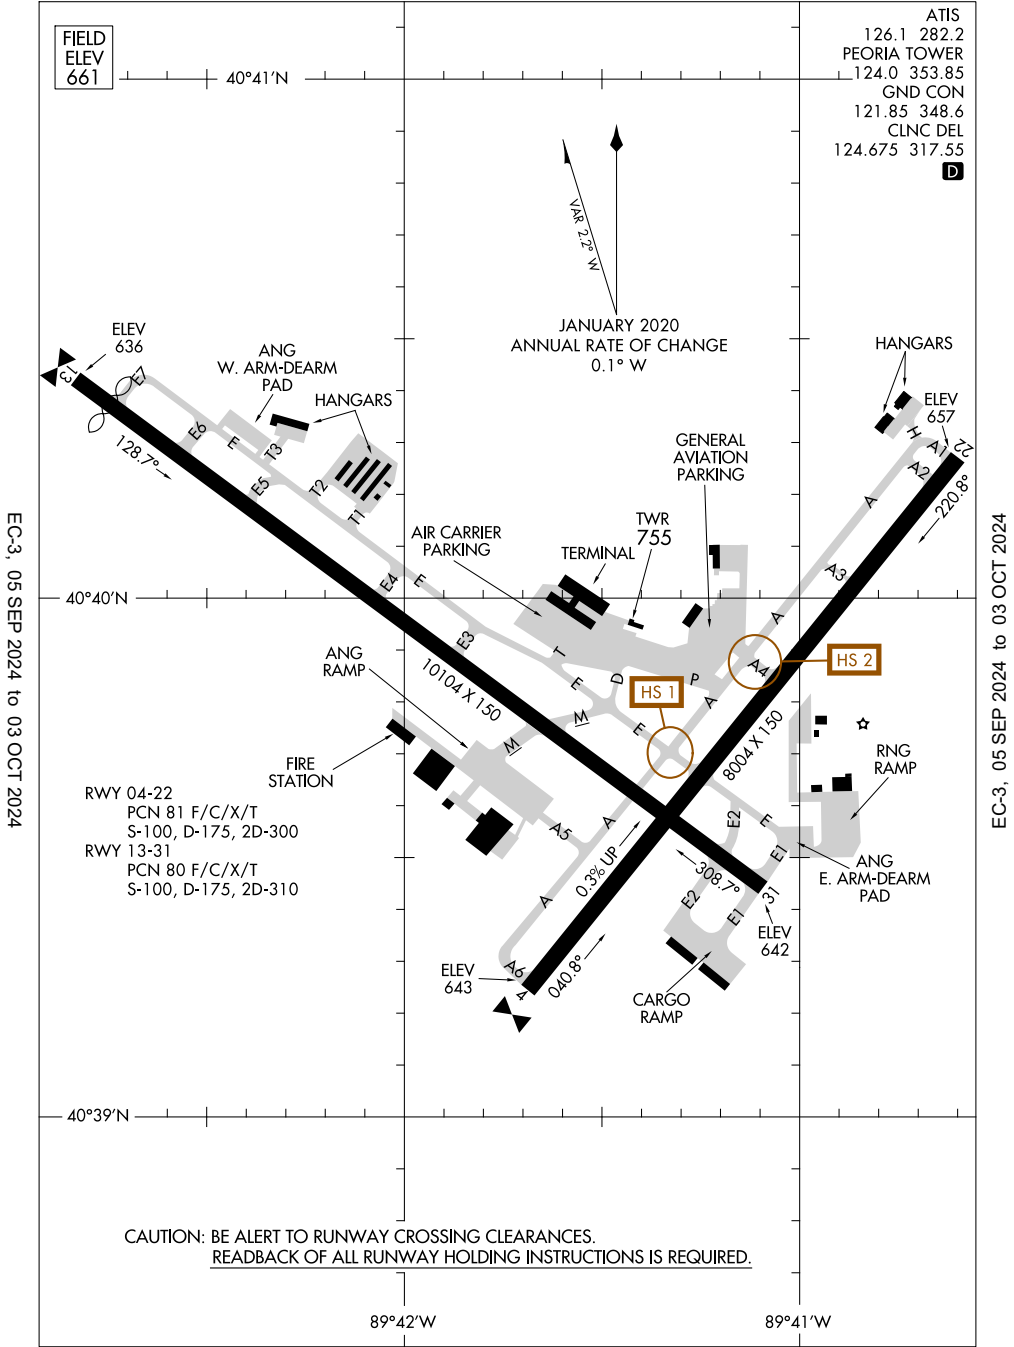 FIELD
ELEV
661
ATIS
126.1 282.2
PEORIA TOWER
124.0 353.85
GND CON
121.85 348.6
CLNC DEL
124.675 317.55
D
40°41'N
VAR 2.2° W
JANUARY 2020
ANNUAL RATE OF CHANGE
0.1° W
ELEV
636
13
E7
128.7°
ANG
W. ARM-DEARM
PAD
HANGARS
E6
E
T3
E5
T2
T1
HANGARS
ELEV
657
22
H
A1
A2
220.8°
A
GENERAL
AVIATION
PARKING
AIR CARRIER
PARKING
TERMINAL
TWR
755
A3
40°40'N
E4
E
E3
A
T
E
D
P
A
A4
HS 2
HS 1
ANG
RAMP
10104 X 150
M
M
E
8004 X 150
FIRE
STATION
RNG
RAMP
RWY 04-22
PCN 81 F/C/X/T
S-100, D-175, 2D-300
RWY 13-31
PCN 80 F/C/X/T
S-100, D-175, 2D-310
A5
A
0.3% UP
E2
E
E1
308.7°
ANG
E. ARM-DEARM
PAD
31
ELEV
642
E2
E1
A
A6
4
040.8°
ELEV
643
CARGO
RAMP
40°39'N
CAUTION: BE ALERT TO RUNWAY CROSSING CLEARANCES.
READBACK OF ALL RUNWAY HOLDING INSTRUCTIONS IS REQUIRED.
89°42'W
89°41'W
EC-3, 05 SEP 2024 to 03 OCT 2024
EC-3, 05 SEP 2024 to 03 OCT 2024